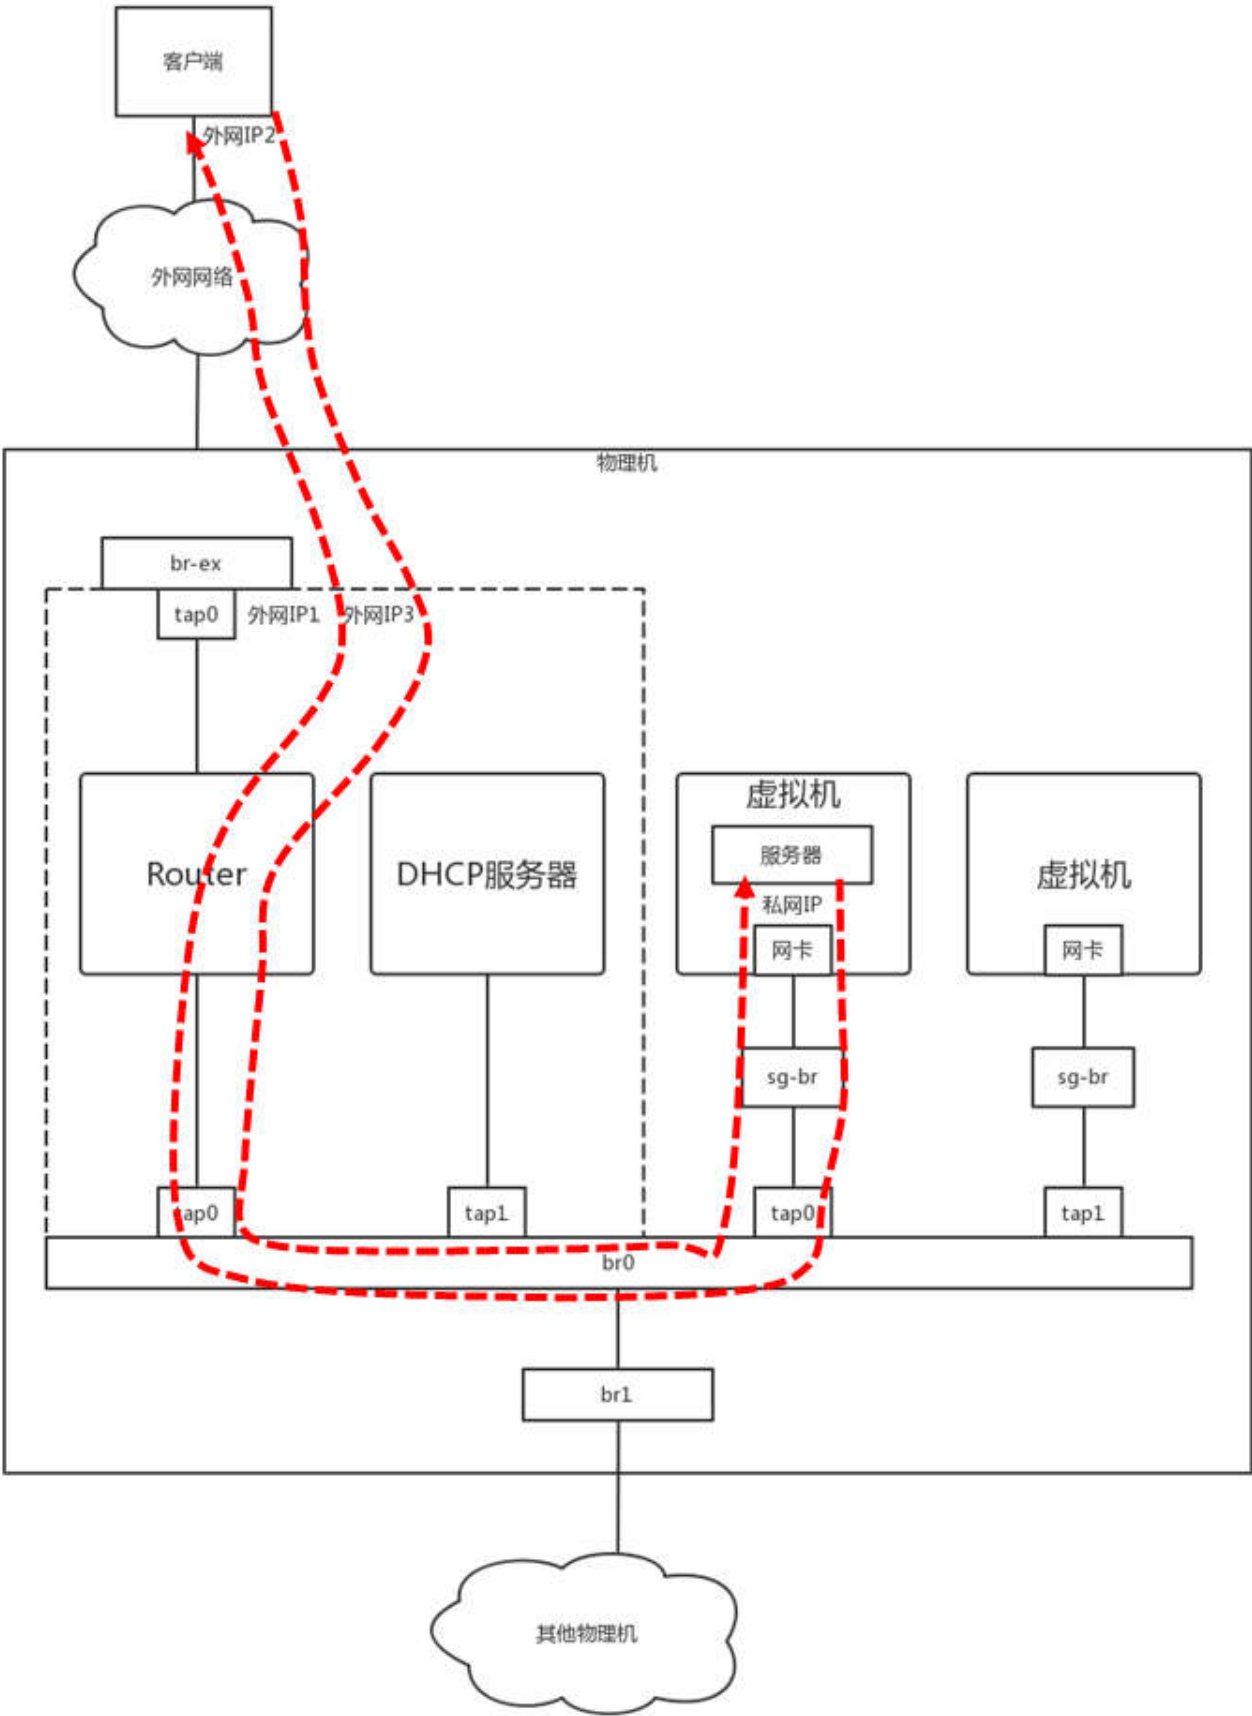 客户端
外网IP2
外网网络
物理机
br-ex
tap0
外网IP1
外网IP3
Router
DHCP服务器
虚拟机
服务器
私网IP
网卡
虚拟机
网卡
sg-br
sg-br
tap0
tap1
tap0
tap1
br0
br1
其他物理机